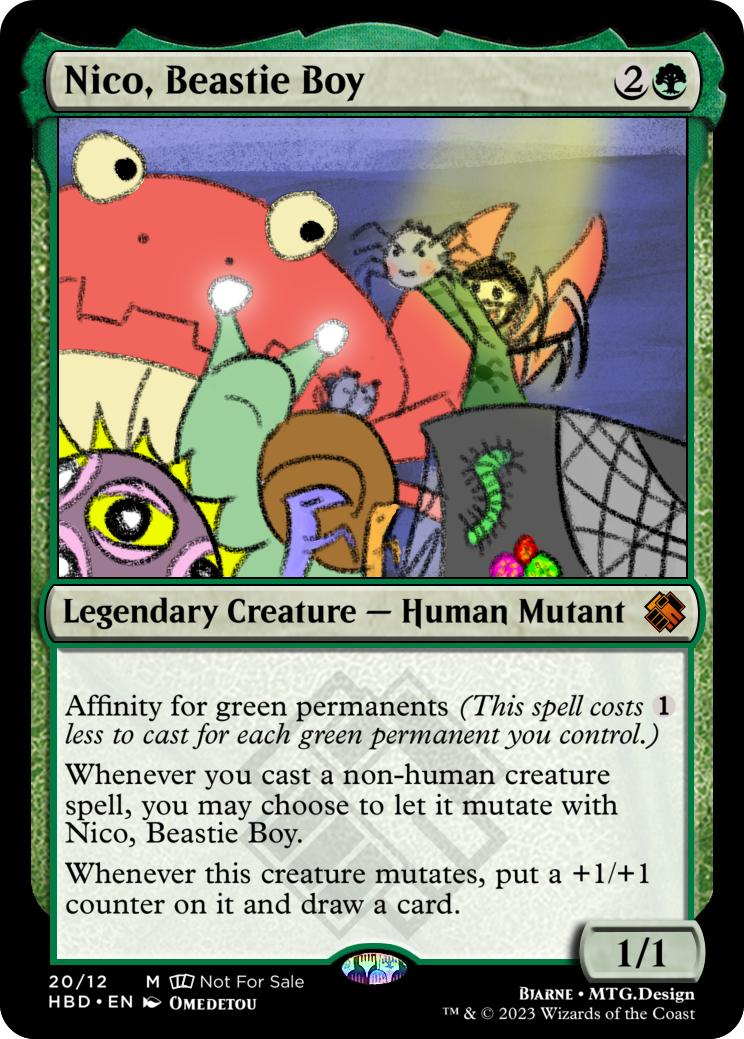 Nico, Beastie Boy 2
Legendary Creature — Human Mutant
Affinity for green permanents (This spell costs 1
less to cast for each green permanent you control.)
Whenever you cast a non-human creature
spell, you may choose to let it mutate with
Nico, Beastie Boy.
Whenever this creature mutates, put a +1/+1
counter on it and draw a card.
1/1
20/12 M Not For Sale
HBD • EN Omedetou
Bjarne • MTG.Design
™ & © 2023 Wizards of the Coast